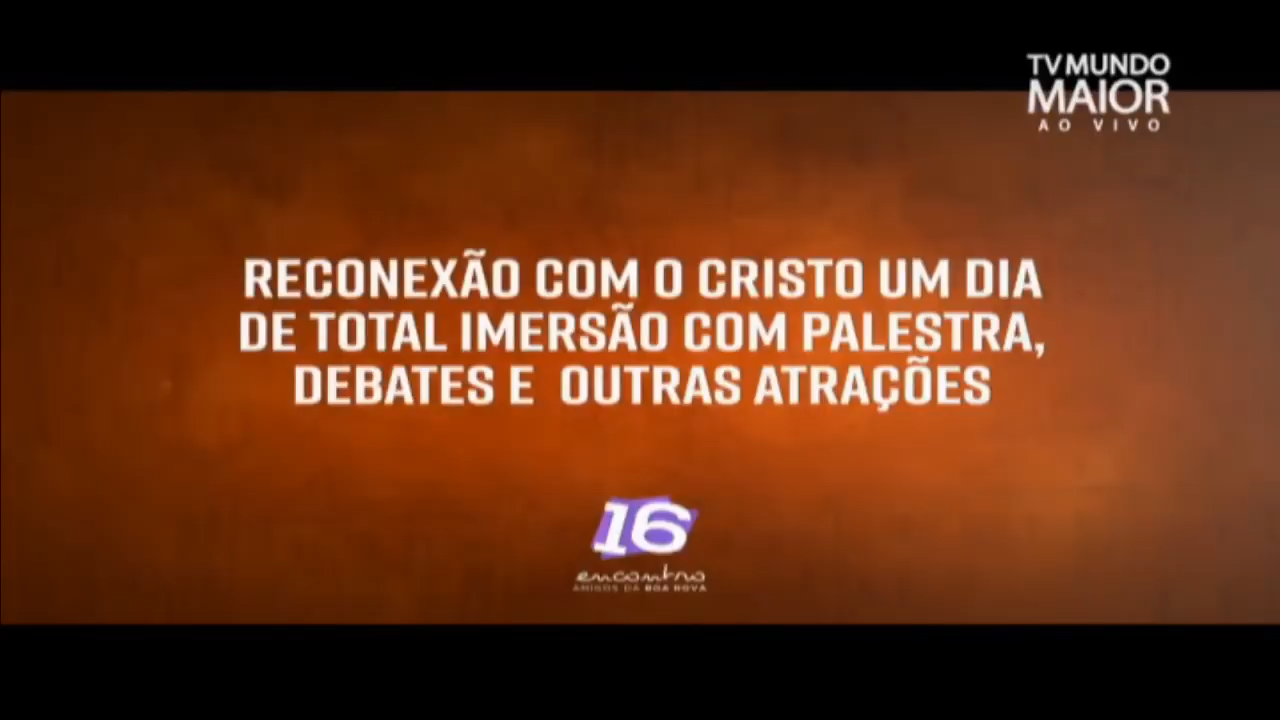 TV MUNDO
MAIOR
AO VIVO
RECONEXÃO COM O CRISTO UM DIA
DE TOTAL IMERSÃO COM PALESTRA,
DEBATES E  OUTRAS ATRAÇÕES
16
encontro
AMIGOS DA BOA NOVA